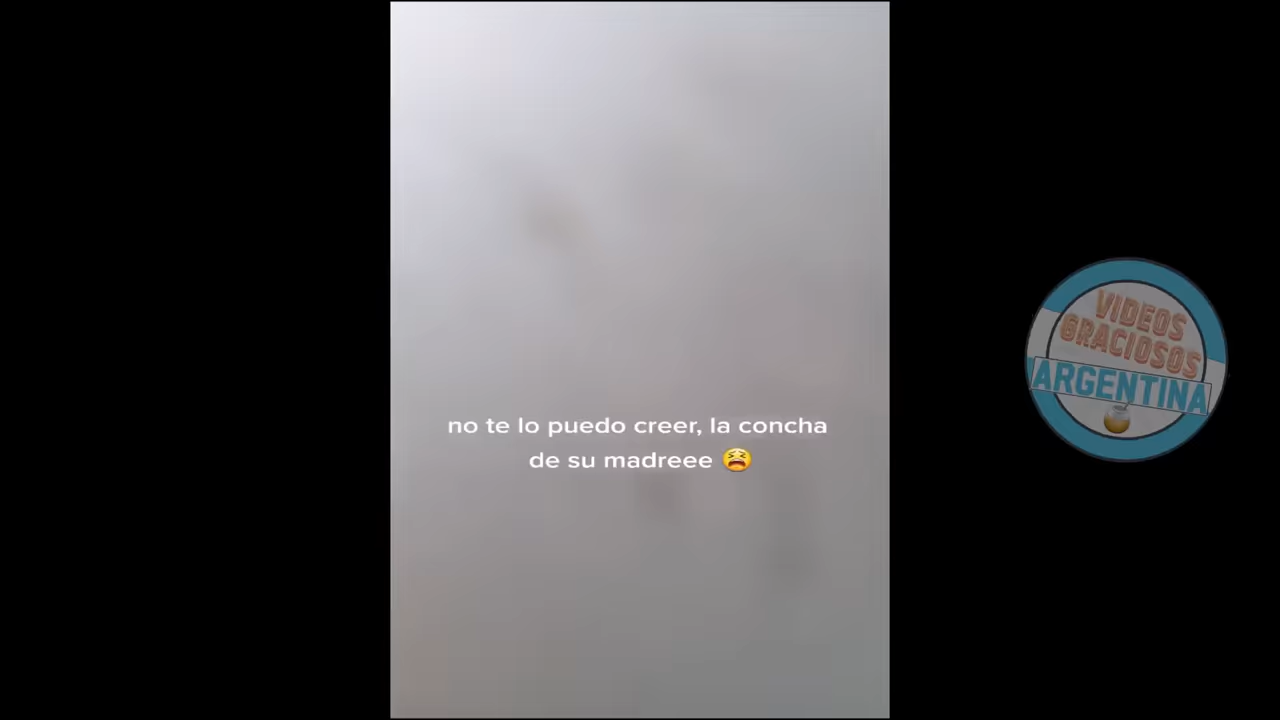 no te lo puedo creer, la concha
de su madreee 😫
VIDEOS
GRACIOSOS
ARGENTINA